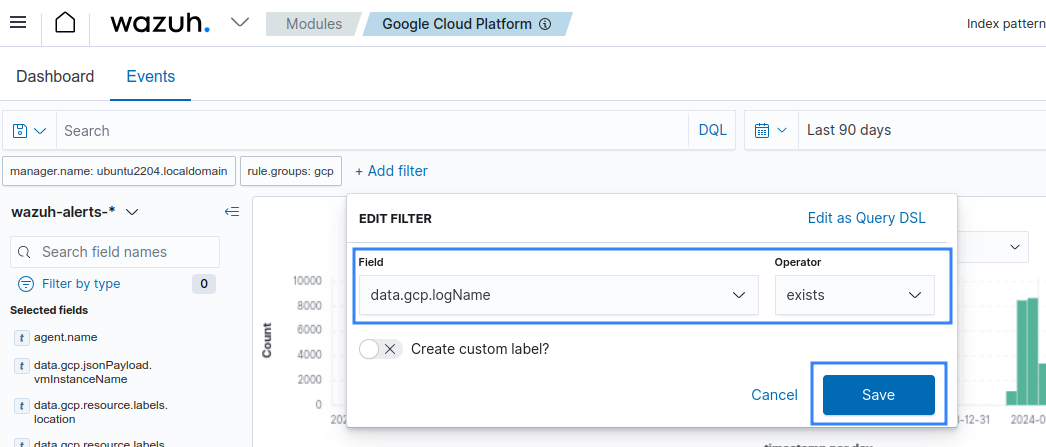 wazuh.
Modules
Google Cloud Platform
Index pattern
Dashboard
Events
Search
DQL
Last 90 days
manager.name: ubuntu2204.localdomain
rule.groups: gcp
+ Add filter
wazuh-alerts-*
Search field names
Filter by type
0
Selected fields
t agent.name
t data.gcp.jsonPayload.
vmInstanceName
t data.gcp.resource.labels.
location
data.gcp.resource.labels
EDIT FILTER
Edit as Query DSL
Field
Operator
data.gcp.logName
exists
Create custom label?
Cancel
Save
Count
10000
8000
6000
4000
2000
0
202
-12-31
2024-0
timestamp per day